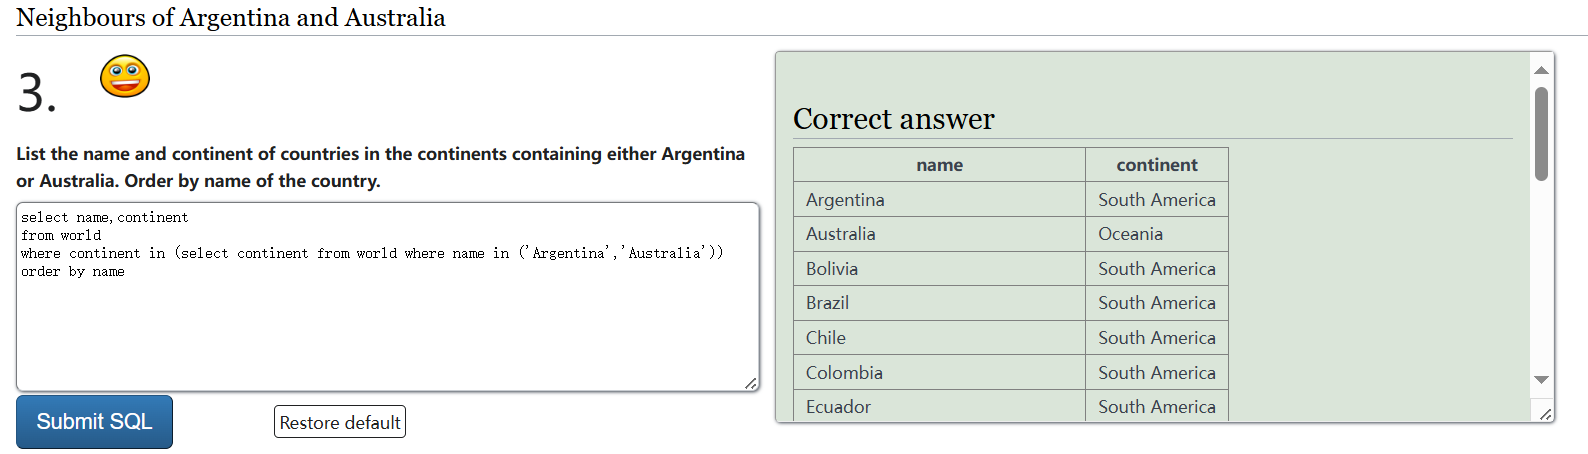 Neighbours of Argentina and Australia
3.
List the name and continent of countries in the continents containing either Argentina
or Australia. Order by name of the country.
select name,continent
from world
where continent in (select continent from world where name in ('Argentina','Australia'))
order by name
Submit SQL
Restore default
Correct answer
name continent
Argentina South America
Australia Oceania
Bolivia South America
Brazil South America
Chile South America
Colombia South America
Ecuador South America